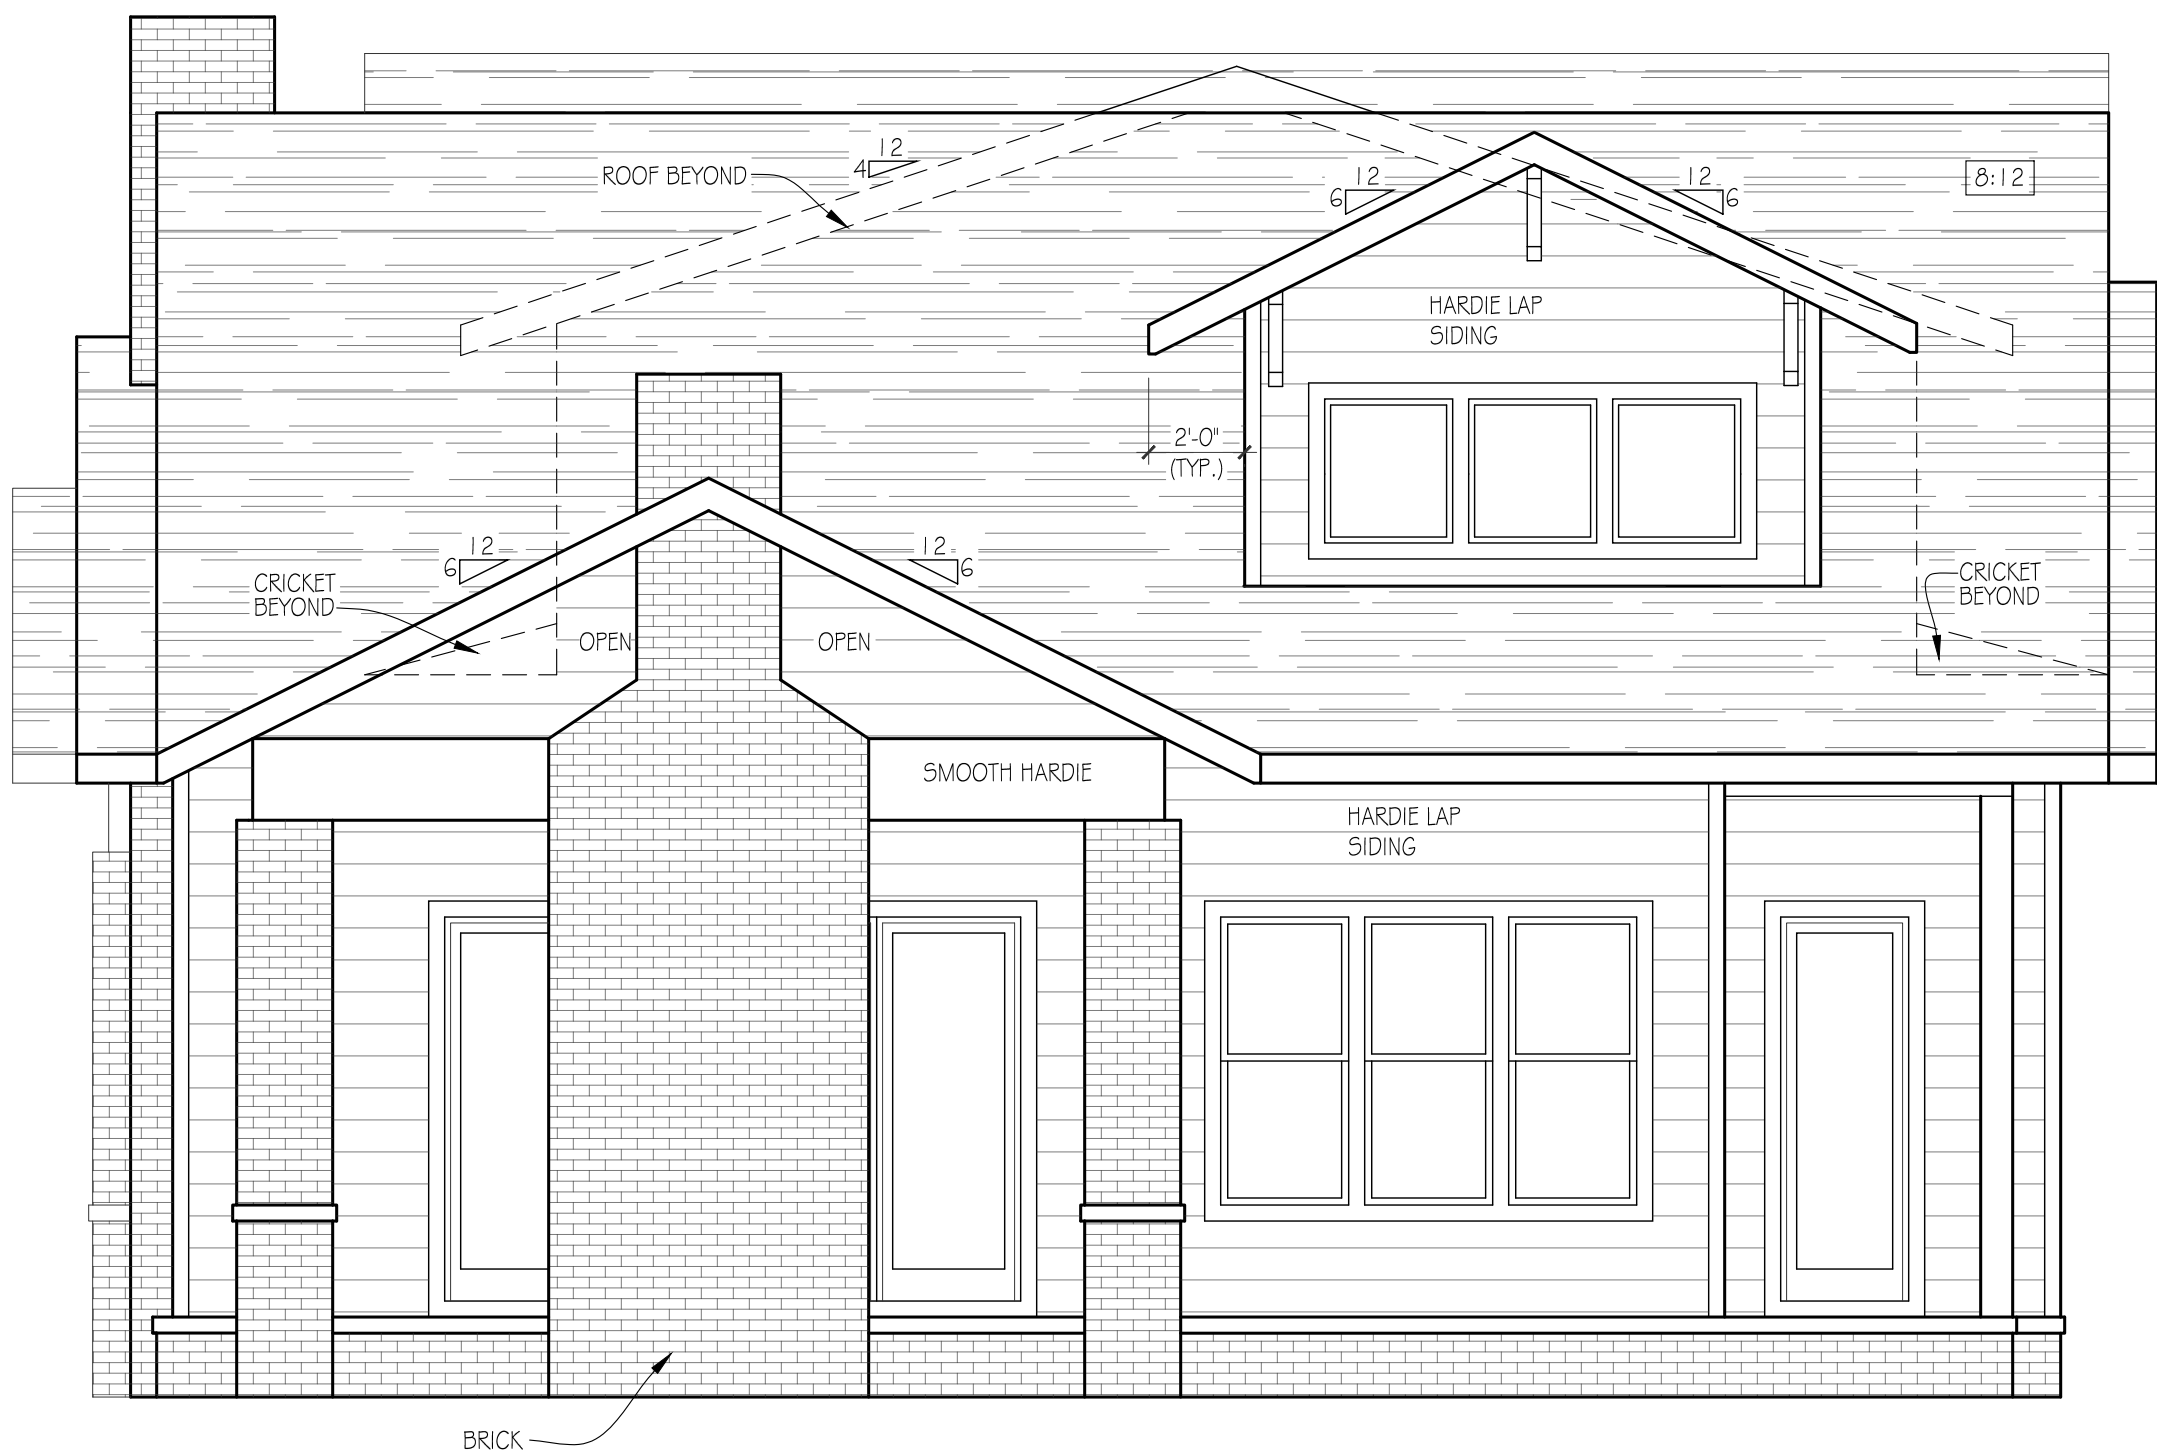 12
4
ROOF BEYOND
12
6
12
6
8:12
HARDIE LAP
SIDING
2'-0"
(TYP.)
12
6
12
6
CRICKET
BEYOND
CRICKET
BEYOND
OPEN
OPEN
SMOOTH HARDIE
HARDIE LAP
SIDING
BRICK